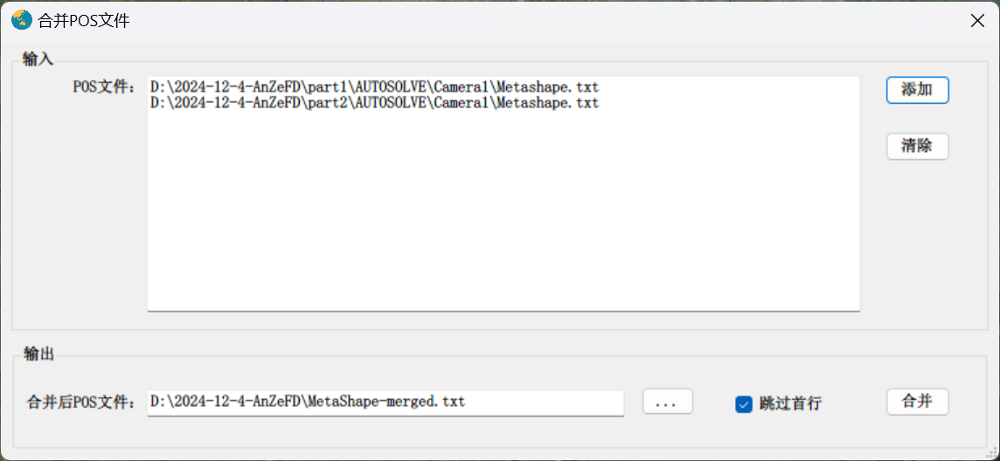 合并POS文件
输入
POS文件：
D:\2024-12-4-AnZeFD\part1\AUTOSOLVE\Camera1\Metashape.txt
D:\2024-12-4-AnZeFD\part2\AUTOSOLVE\Camera1\Metashape.txt
添加
清除
输出
合并后POS文件：
D:\2024-12-4-AnZeFD\MetaShape-merged.txt
...
跳过首行
合并